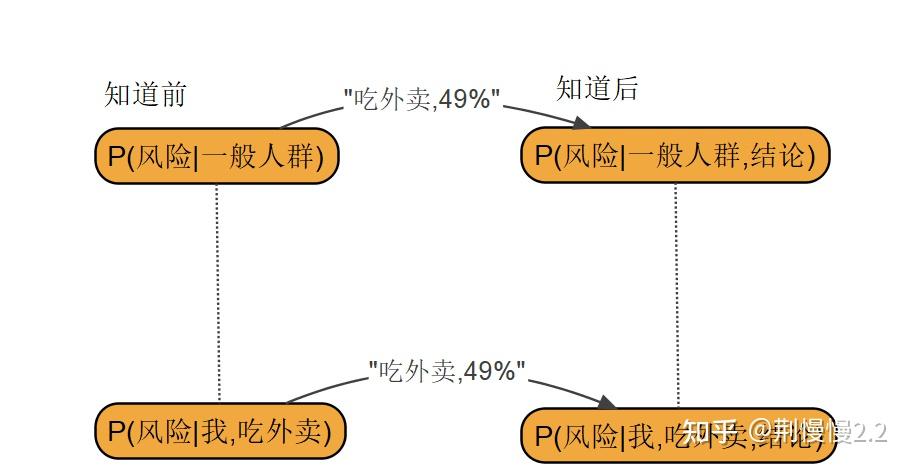 知道前
"吃外卖,49%"
知道后
P(风险|一般人群)
P(风险|一般人群,结论)
"吃外卖,49%"
P(风险|我,吃外卖)
P(风险|我,吃外卖,结论)
知乎 @荆慢慢2.2